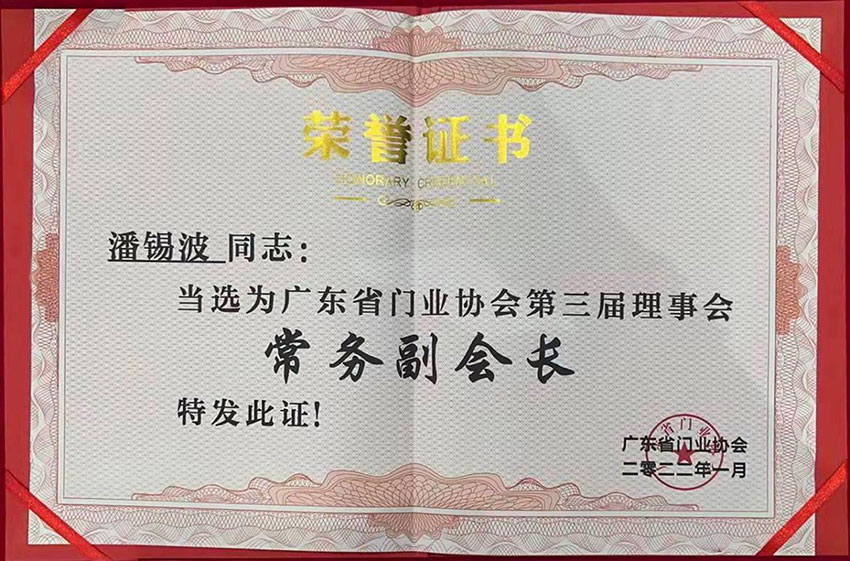 荣誉证书
HONORARY CREDENTIAL
潘锡波 同志：
当选为广东省门业协会第三届理事会
常务副会长
特发此证！
广东省门业协会
二零二二年一月